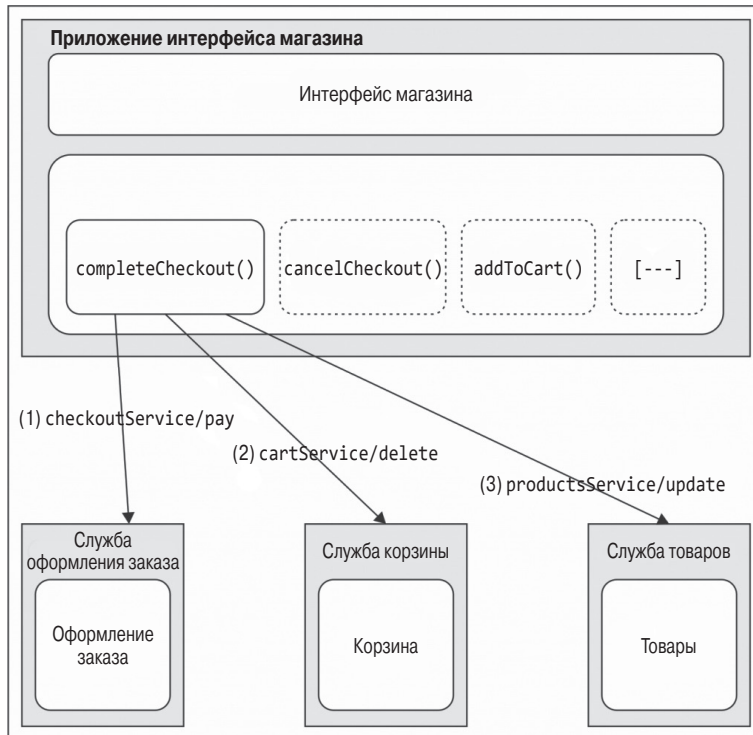 Приложение интерфейса магазина
Интерфейс магазина
completeCheckout()
cancelCheckout()
addToCart()
[---]
(1) checkoutService/pay
(2) cartService/delete
(3) productsService/update
Служба
оформления заказа
Оформление
заказа
Служба корзины
Корзина
Служба товаров
Товары